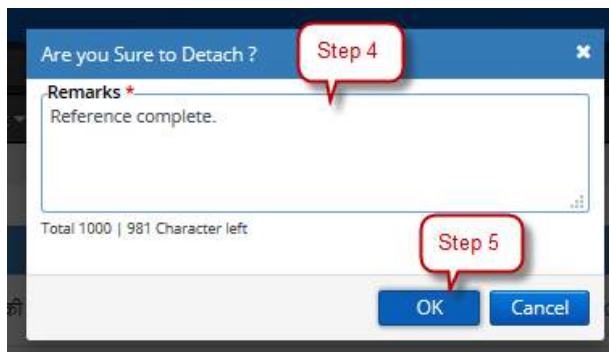 Are you Sure to Detach ?
Step 4
Remarks *
Reference complete.
Total 1000 | 981 Character left
Step 5
OK
Cancel
की